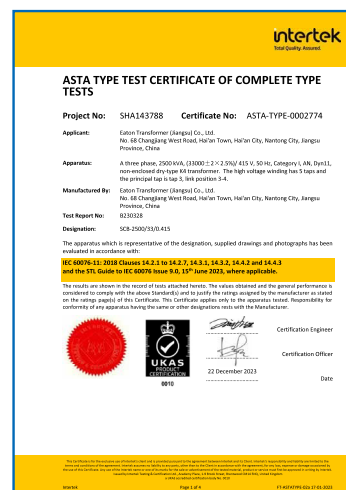 intertek
Total Quality. Assured.
ASTA TYPE TEST CERTIFICATE OF COMPLETE TYPE
TESTS
Project No: SHA143788 Certificate No: ASTA-TYPE-0002774
Applicant: Eaton Transformer (Jiangsu) Co., Ltd.
No. 68 Changjiang West Road, Hai'an Town, Hai'an City, Nantong City, Jiangsu
Province, China
Apparatus: A three phase, 2500 kVA, (33000±2×2.5%)/ 415 V, 50 Hz, Category I, AN, Dyn11,
non-enclosed dry-type K4 transformer. The high voltage winding has 5 taps and
the principal tap is tap 3, link position 3-4.
Manufactured By: Eaton Transformer (Jiangsu) Co., Ltd.
No. 68 Changjiang West Road, Hai'an Town, Hai'an City, Nantong City, Jiangsu
Province, China
Test Report No: B230328
Designation: SCB-2500/33/0.415
The apparatus which is representative of the designation, supplied drawings and photographs has been
evaluated in accordance with:
IEC 60076-11: 2018 Clauses 14.2.1 to 14.2.7, 14.3.1, 14.3.2, 14.4.2 and 14.4.3
and the STL Guide to IEC 60076 Issue 9.0, 15th June 2023, where applicable.
The results are shown in the record of tests attached hereto. The values obtained and the general performance is
considered to comply with the above Standard(s) and to justify the ratings assigned by the manufacturer as stated
on the ratings page(s) of this Certificate. This Certificate applies only to the apparatus tested. Responsibility for
conformity of any apparatus having the same or other designations rests with the Manufacturer.
Certification Engineer
UKAS
PRODUCT
CERTIFICATION
0010
Certification Officer
22 December 2023
Date
Intertek Page 1 of 4 FT-ASTATYPE-D(L17-01-2023